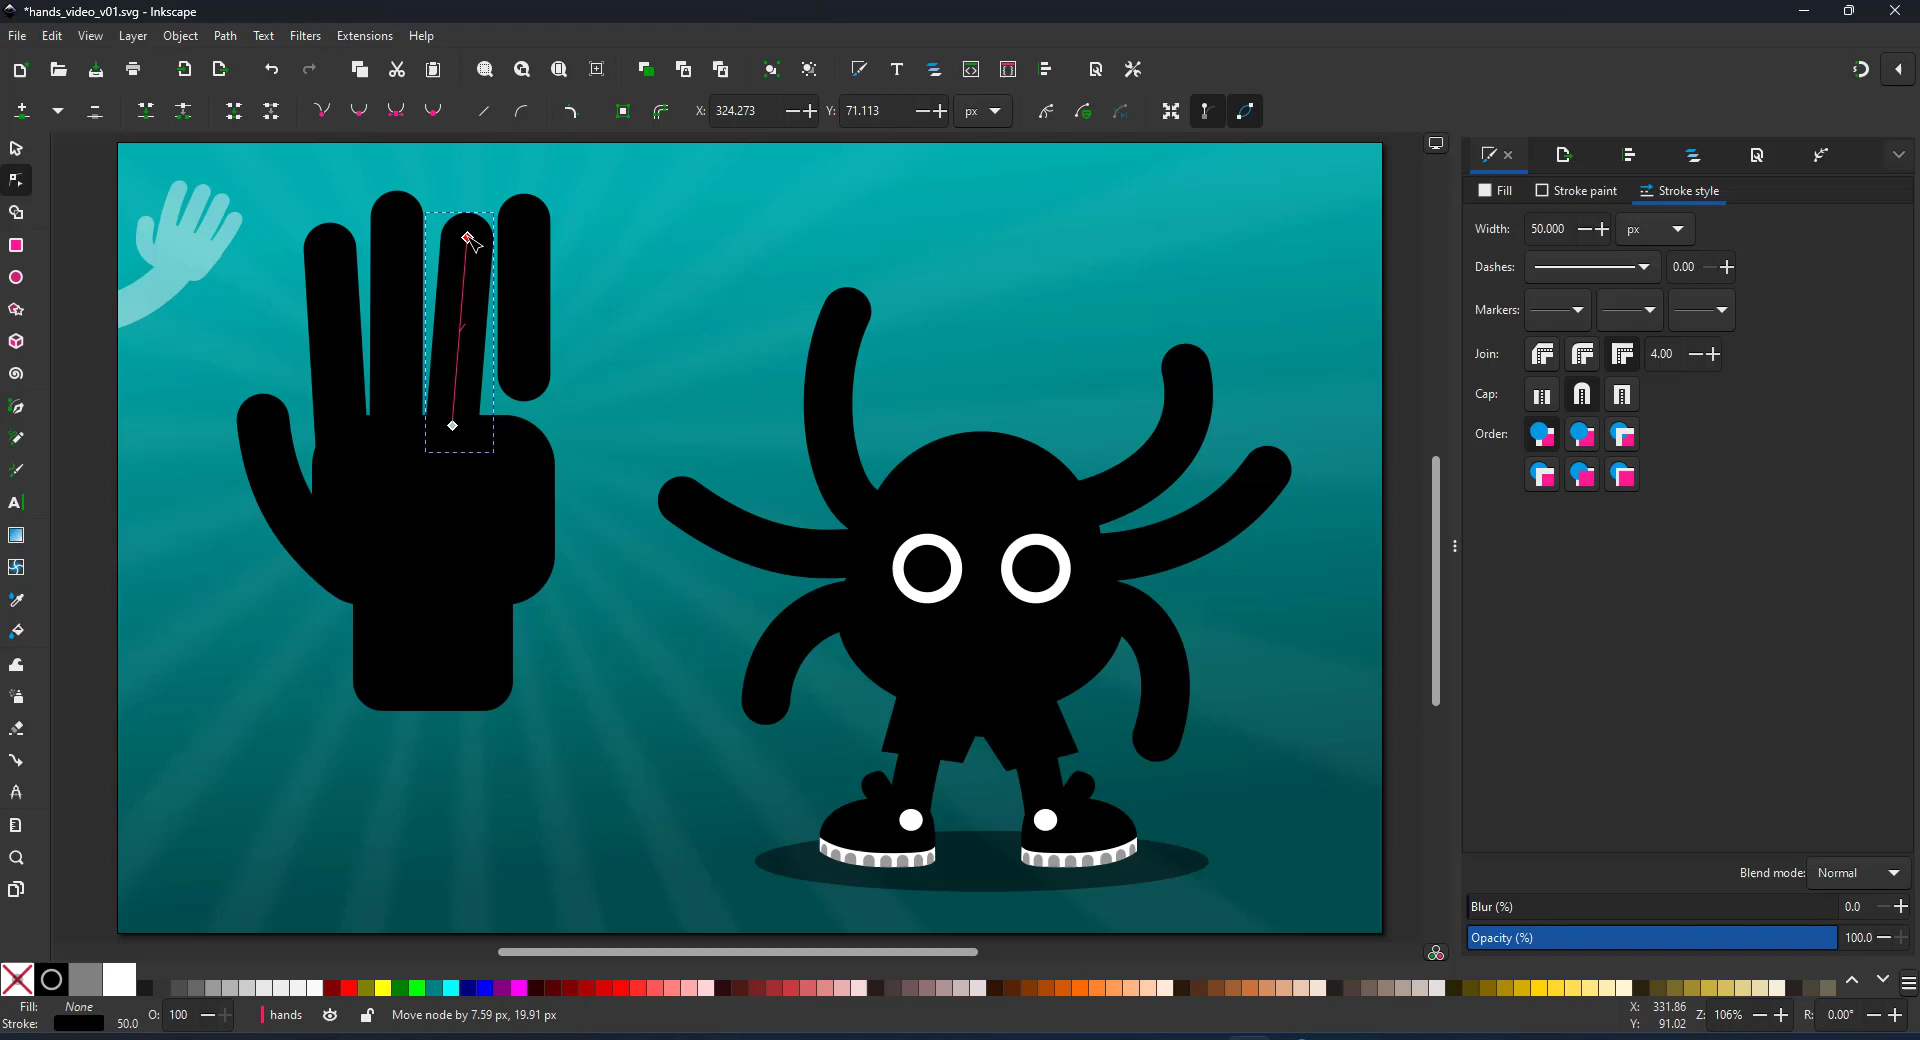 *hands_video_v01.svg - Inkscape
File Edit View Layer Object Path Text Filters Extensions Help
X: 324.273 Y: 71.113 px
Fill Stroke paint Stroke style
Width: 50.000 px
Dashes: 0.00
Markers:
Join: 4.00
Cap:
Order:
Blend mode: Normal
Blur (%) 0.0
Opacity (%) 100.0
Fill: None
Stroke: 50.0
O: 100
hands
Move node by 7.59 px, 19.91 px
X: 331.86
Y: 91.02
Z: 106%
R: 0.00°